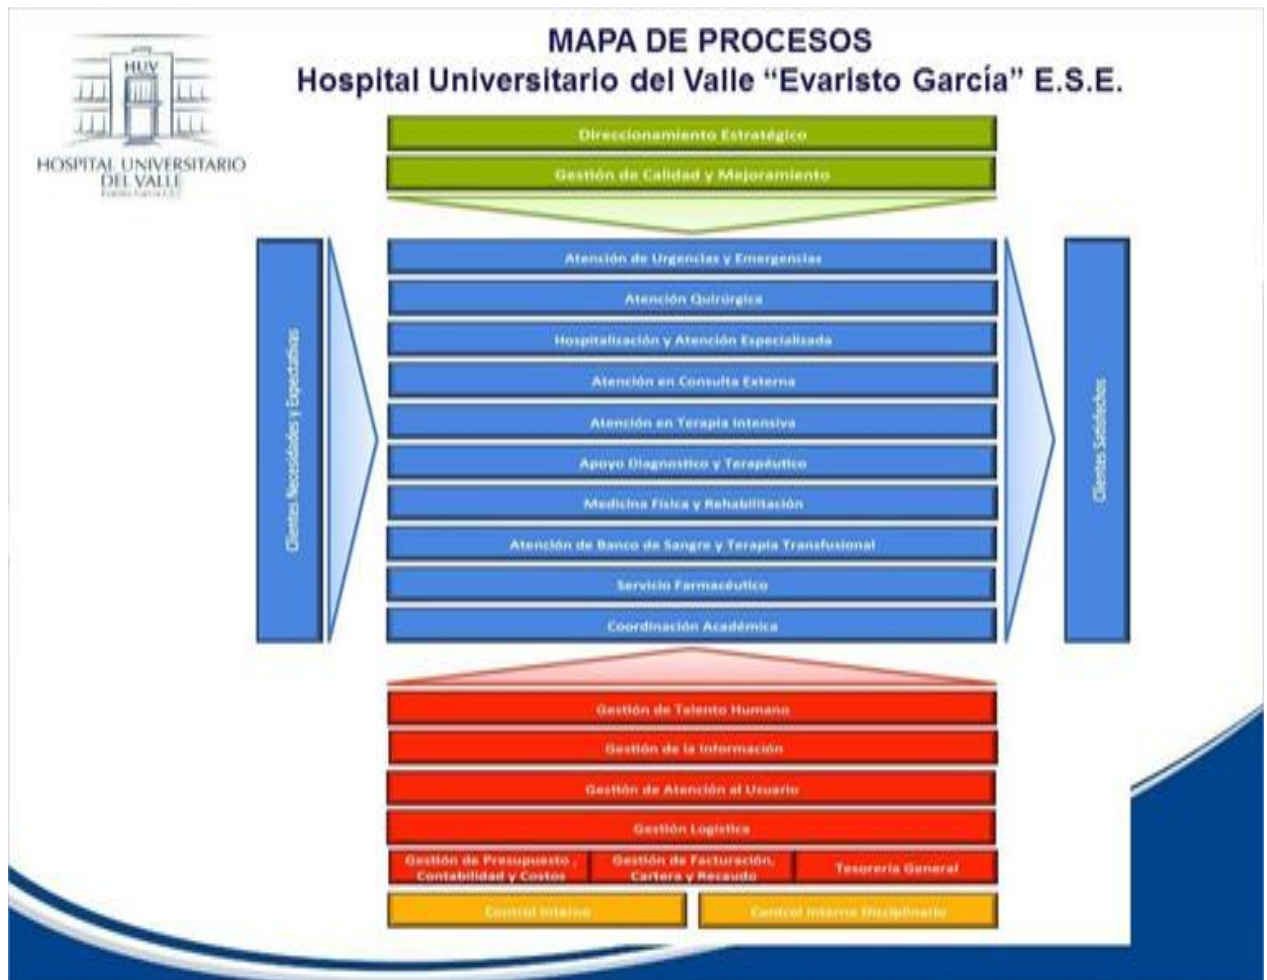 MAPA DE PROCESOS
Hospital Universitario del Valle “Evaristo García” E.S.E.
HUV
HOSPITAL UNIVERSITARIO
DEL VALLE
Direccionamiento Estratégico
Gestión de Calidad y Mejoramiento
Clientes Necesidades y Expectativas
Atención de Urgencias y Emergencias
Atención Quirúrgica
Hospitalización y Atención Especializada
Atención en Consulta Externa
Atención en Terapia Intensiva
Apoyo Diagnostico y Terapéutico
Medicina Física y Rehabilitación
Atención de Banco de Sangre y Terapia Transfusional
Servicio Farmacéutico
Coordinación Académica
Clientes Satisfechos
Gestión de Talento Humano
Gestión de la Información
Gestión de Atención al Usuario
Gestión Logística
Gestión de Presupuesto ,
Contabilidad y Costos
Gestión de Facturación,
Cartera y Recaudo
Tesorería General
Control Interno
Control Interno Disciplinario